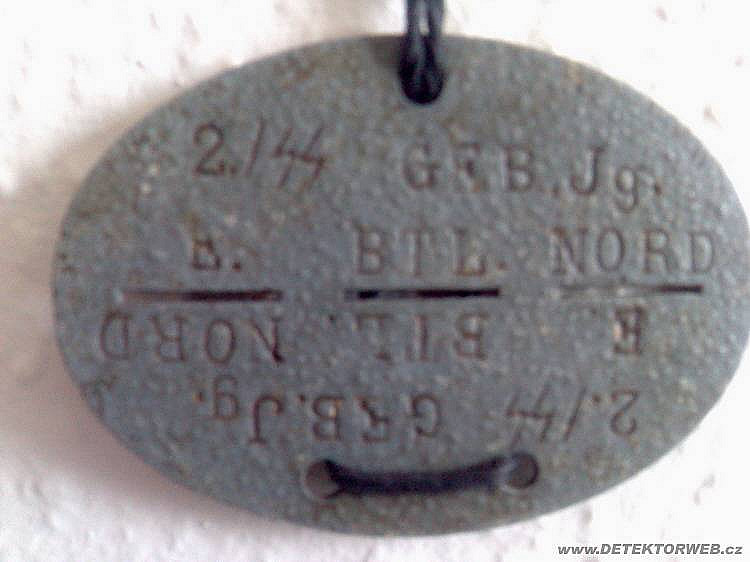 2./ᛋᛋ GEB.Jg.
E. BTL. NORD
E. BTL. NORD
2./ᛋᛋ GEB.Jg.
www.DETEKTORWEB.cz